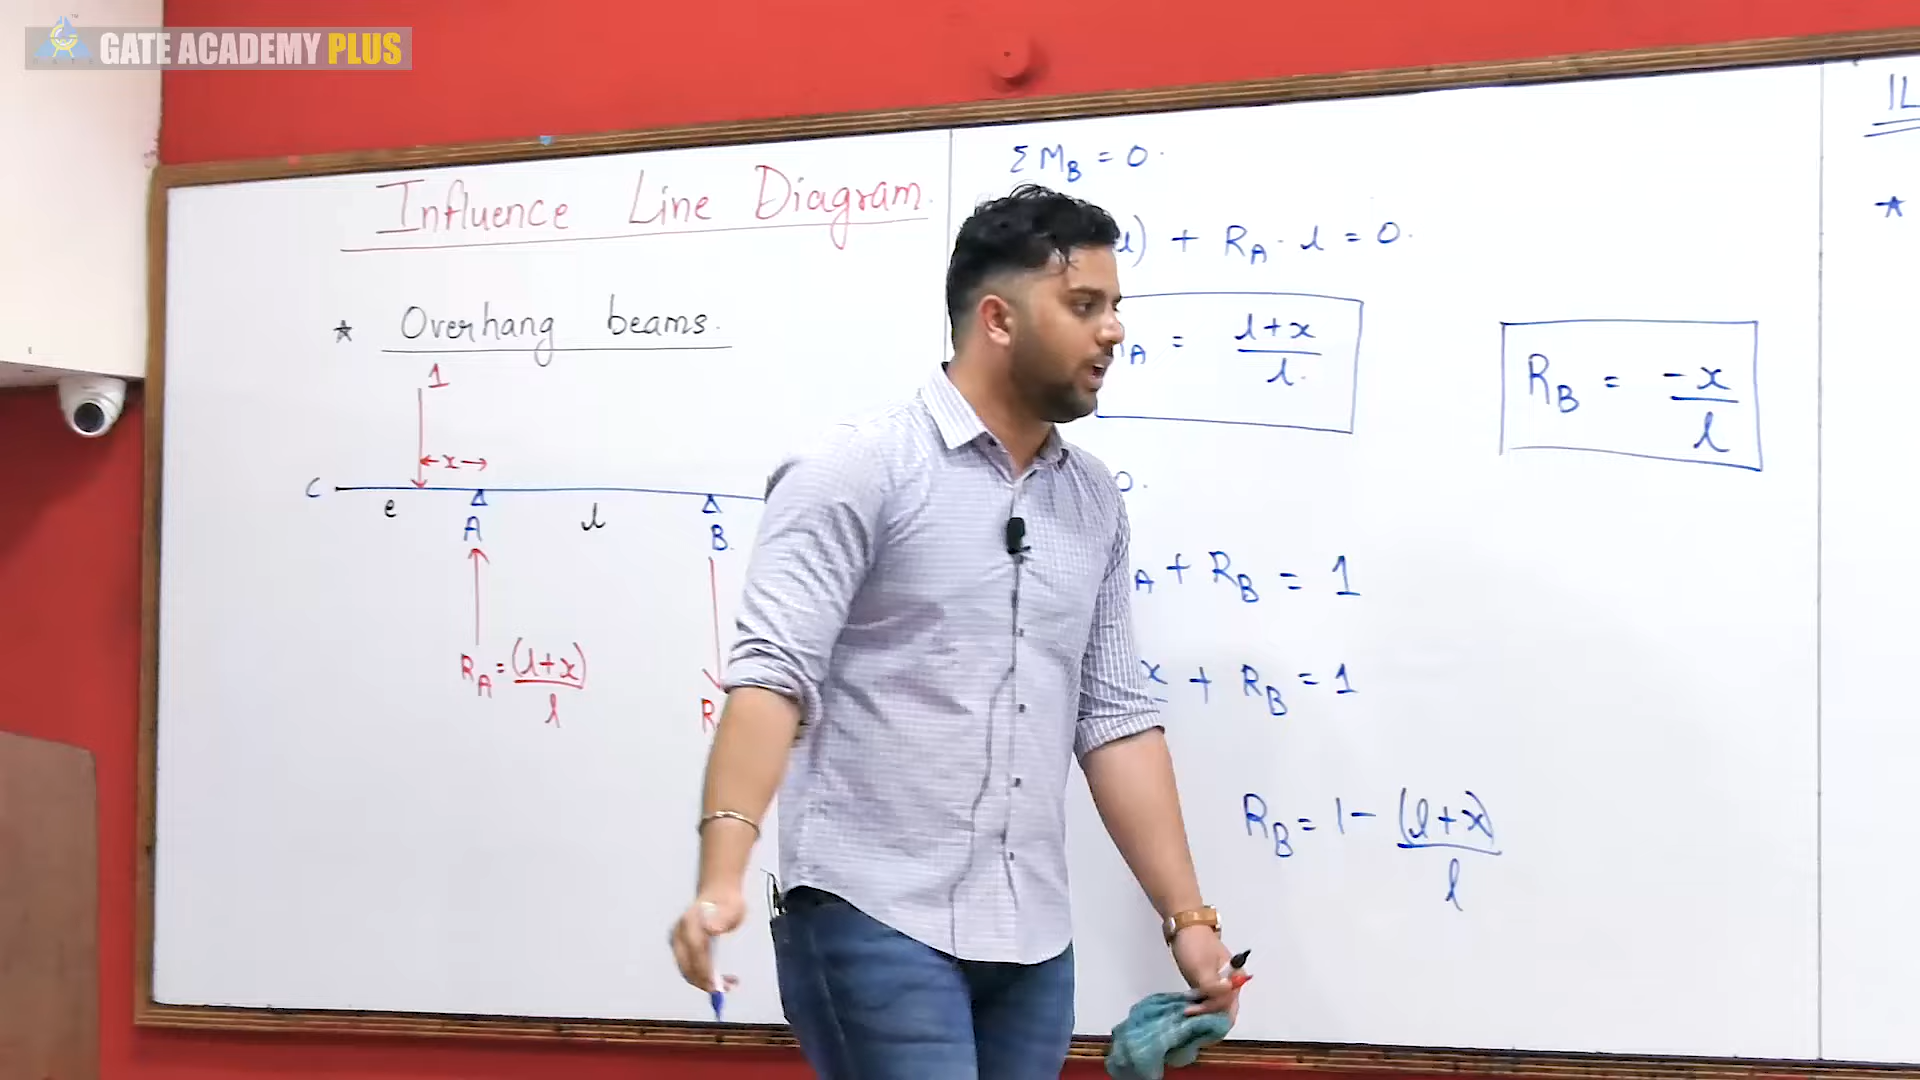 GATE ACADEMY PLUS
Influence Line Diagram.
★ Overhang beams.
1
←x→
C
e
A
l
B.
R_A = (l+x)/l
R
ΣM_B = 0.
l) + R_A · l = 0.
A = l+x/l.
R_B = -x/l
0.
A + R_B = 1
x + R_B = 1
R_B = 1 - (l+x)/l
IL
★